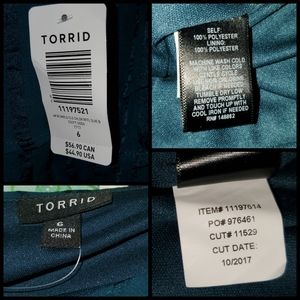 TORRID
11197521
6
$56.90 CAN
$44.90 USA
SELF:
100% POLYESTER
LINING:
100% POLYESTER
MACHINE WASH COLD
WITH LIKE COLORS
GENTLE CYCLE
TUMBLE DRY LOW
REMOVE PROMPTLY
AND TOUCH UP WITH
COOL IRON IF NEEDED
RN# 148882
TORRID
6
MADE IN
CHINA
ITEM# 11197514
PO# 976461
CUT# 11529
CUT DATE:
10/2017